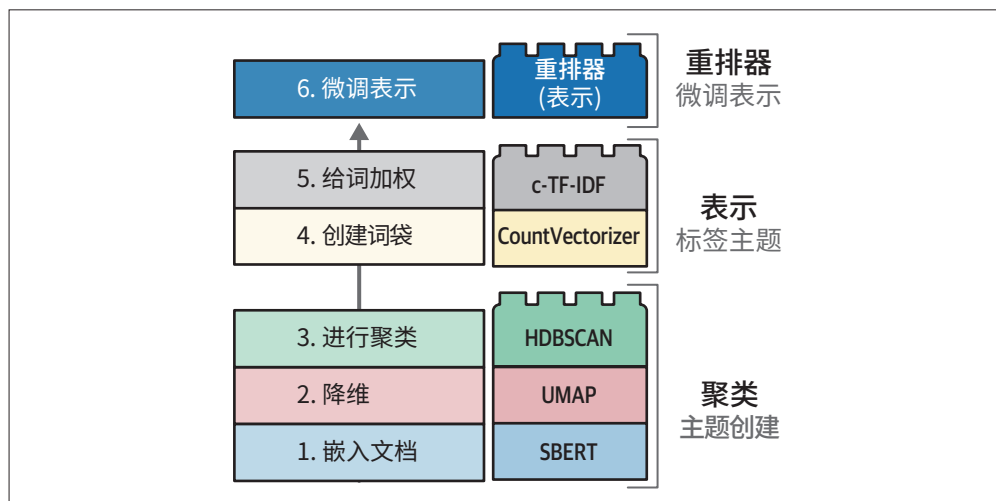 6. 微调表示
重排器
(表示)
重排器
微调表示
5. 给词加权
c-TF-IDF
4. 创建词袋
CountVectorizer
表示
标签主题
3. 进行聚类
HDBSCAN
2. 降维
UMAP
1. 嵌入文档
SBERT
聚类
主题创建